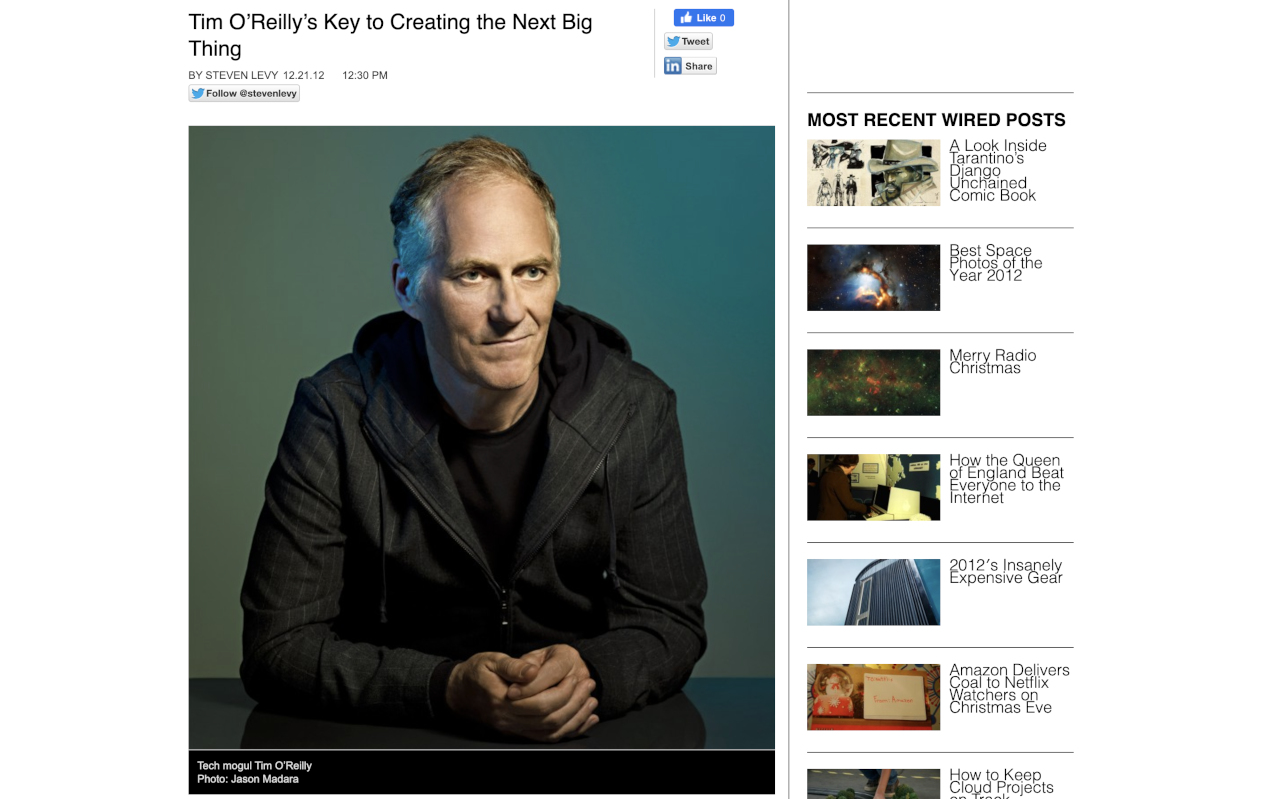 Tim O’Reilly’s Key to Creating the Next Big
Thing
BY STEVEN LEVY 12.21.12 12:30 PM
Follow @stevenlevy
Like 0
Tweet
in Share
Tech mogul Tim O’Reilly
Photo: Jason Madara
MOST RECENT WIRED POSTS
A Look Inside
Tarantino’s
Django
Unchained
Comic Book
Best Space
Photos of the
Year 2012
Merry Radio
Christmas
How the Queen
of England Beat
Everyone to the
Internet
2012′s Insanely
Expensive Gear
Amazon Delivers
Coal to Netflix
Watchers on
Christmas Eve
How to Keep
Cloud Projects
on Track